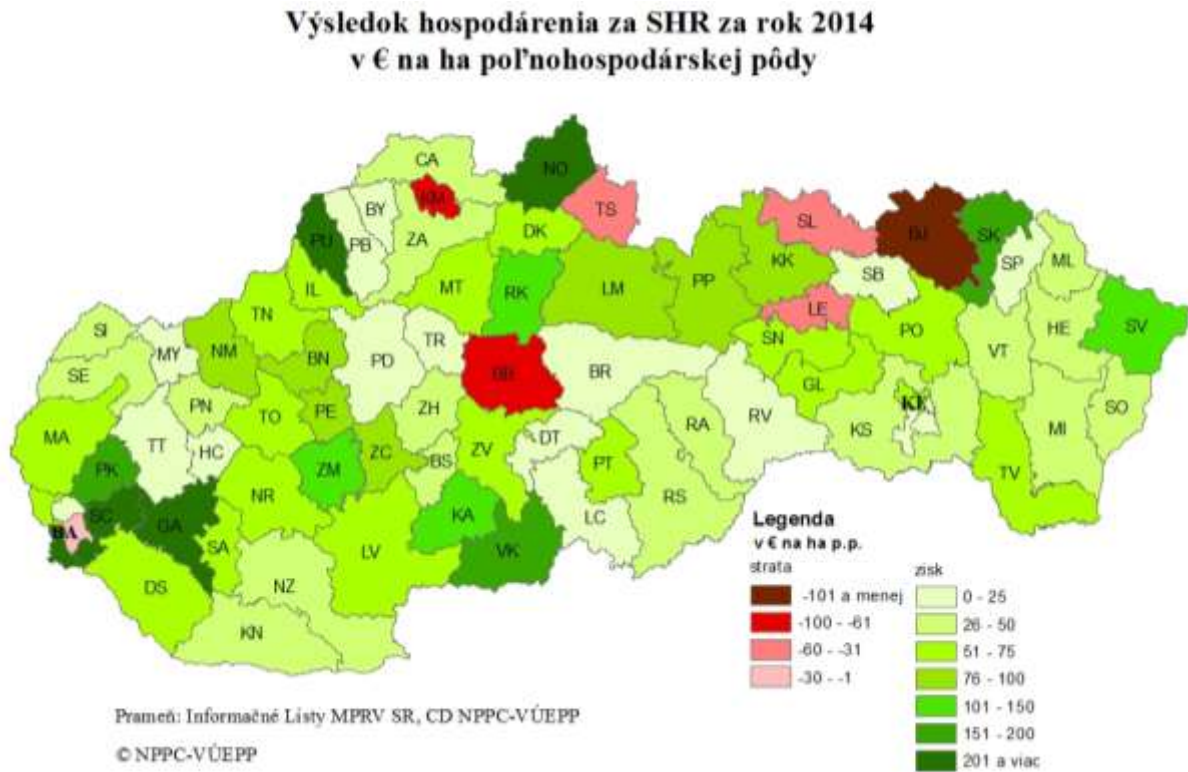 Výsledok hospodárenia za SHR za rok 2014
v € na ha poľnohospodárskej pôdy
CA
NO
KM
TS
BY
PU
PB
ZA
DK
SL
BJ
SK
SB
SP
ML
KK
IL
MT
RK
LM
PP
TN
LE
PO
HE
SV
SI
MY
NM
BN
PD
TR
BB
BR
SN
VT
SE
PN
TO
PE
ZH
GL
KE
MA
TT
HC
ZM
ZC
BS
ZV
DT
PT
RA
RV
KS
MI
SO
PK
NR
KA
LC
RS
TV
BA
SC
GA
SA
LV
VK
DS
NZ
KN
Legenda
v € na ha p.p.
strata
zisk
-101 a menej
0 - 25
-100 - -61
26 - 50
-60 - -31
51 - 75
-30 - -1
76 - 100
101 - 150
151 - 200
201 a viac
Prameň: Informačné Listy MPRV SR, CD NPPC-VÚEPP
© NPPC-VÚEPP